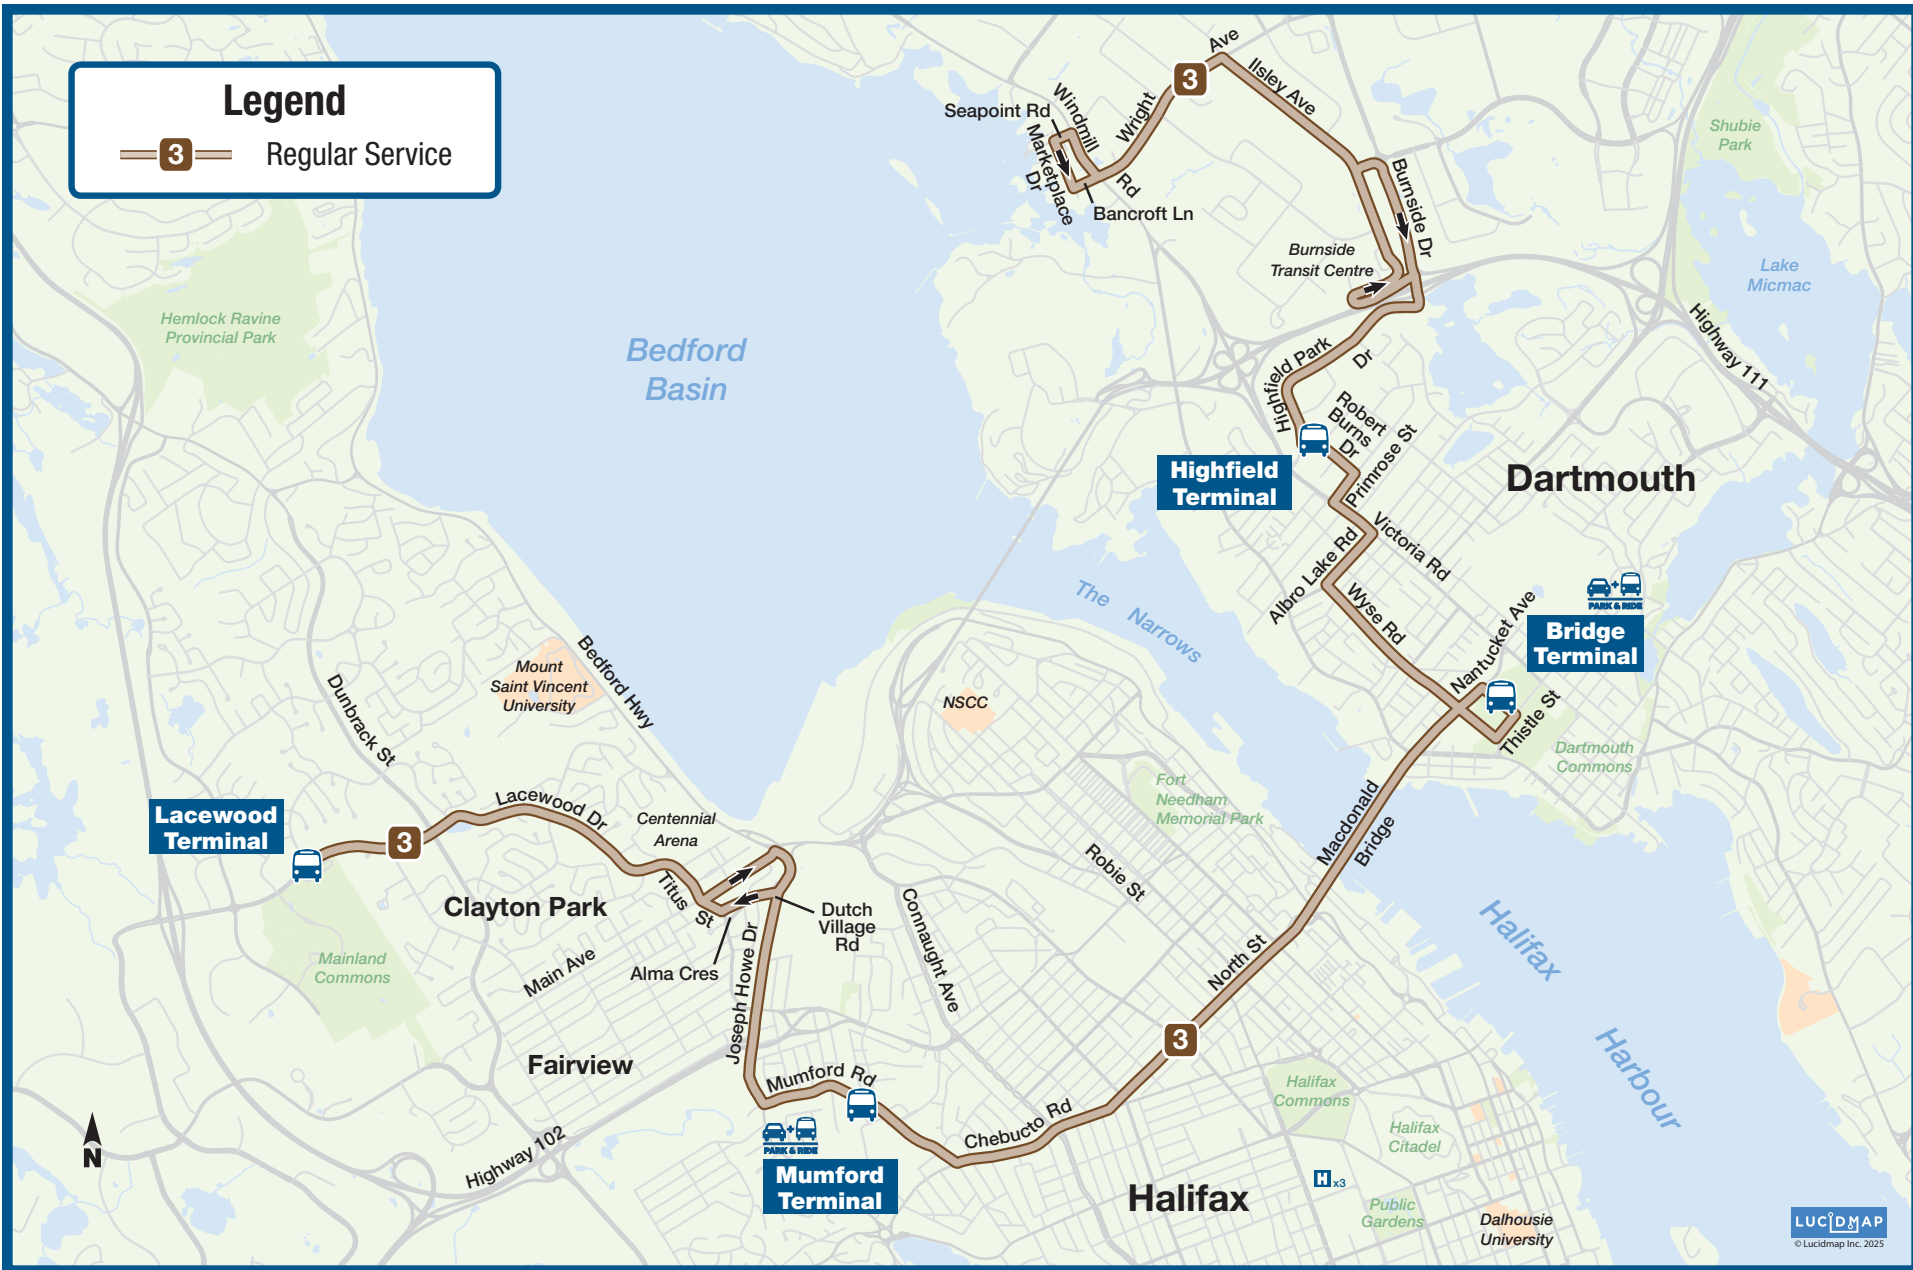 Legend
3
Regular Service
Seapoint Rd
Windmill
Rd
Marketplace
Dr
Bancroft Ln
Wright
Ave
3
Ilsley Ave
Burnside Dr
Burnside
Transit Centre
Shubie
Park
Lake
Micmac
Highway 111
Hemlock Ravine
Provincial Park
Bedford
Basin
Highfield Park
Dr
Highfield
Robert
Burns
Dr
Primrose St
Highfield
Terminal
Dartmouth
Victoria Rd
Albro Lake Rd
Wyse Rd
Nantucket Ave
PARK & RIDE
Bridge
Terminal
Thistle St
Dartmouth
Commons
The Narrows
Mount
Saint Vincent
University
Bedford Hwy
Dunbrack St
NSCC
Fort
Needham
Memorial Park
Macdonald
Bridge
Lacewood
Terminal
3
Lacewood Dr
Centennial
Arena
Titus St
Clayton Park
Dutch
Village
Rd
Alma Cres
Joseph Howe Dr
Connaught Ave
Robie St
North St
Halifax
Harbour
Mainland
Commons
Main Ave
Fairview
Mumford Rd
3
Chebucto Rd
Halifax
Commons
Halifax
Citadel
N
Highway 102
PARK & RIDE
Mumford
Terminal
Halifax
H x3
Public
Gardens
Dalhousie
University
LUCIDMAP
© Lucidmap Inc. 2025